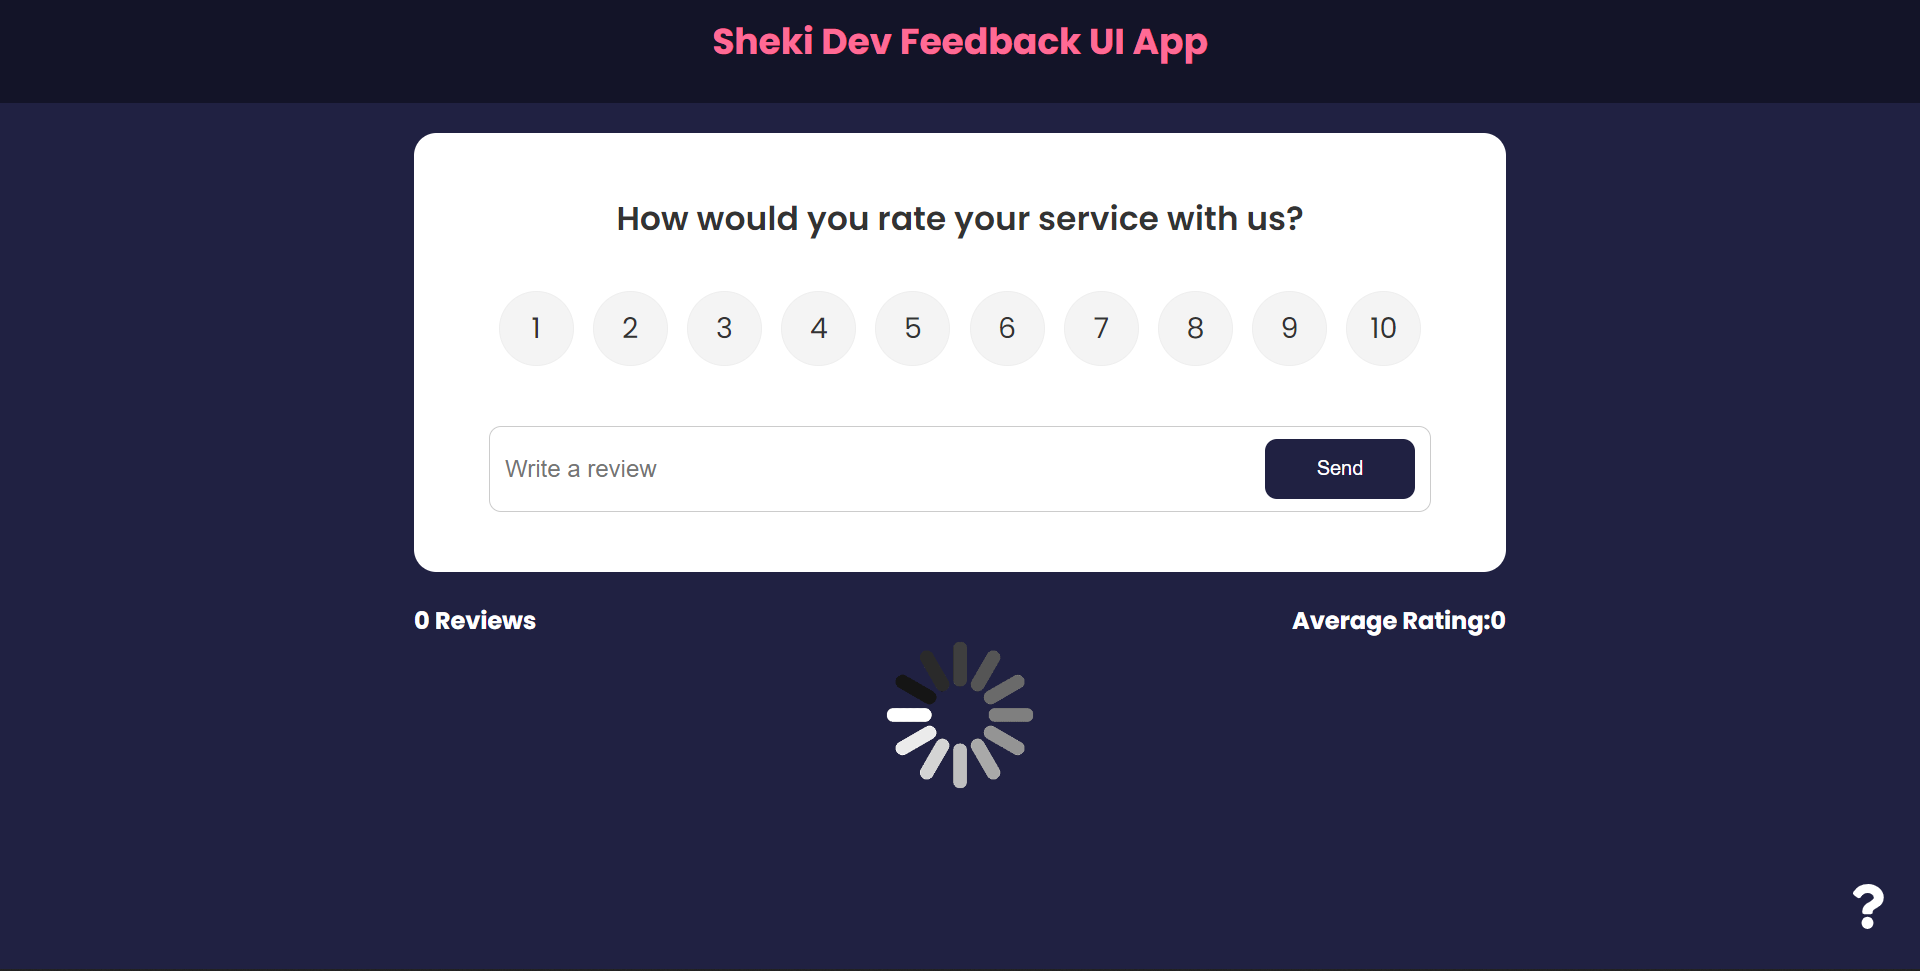 Sheki Dev Feedback UI App
How would you rate your service with us?
1 2 3 4 5 6 7 8 9 10
Write a review
Send
0 Reviews
Average Rating:0
?